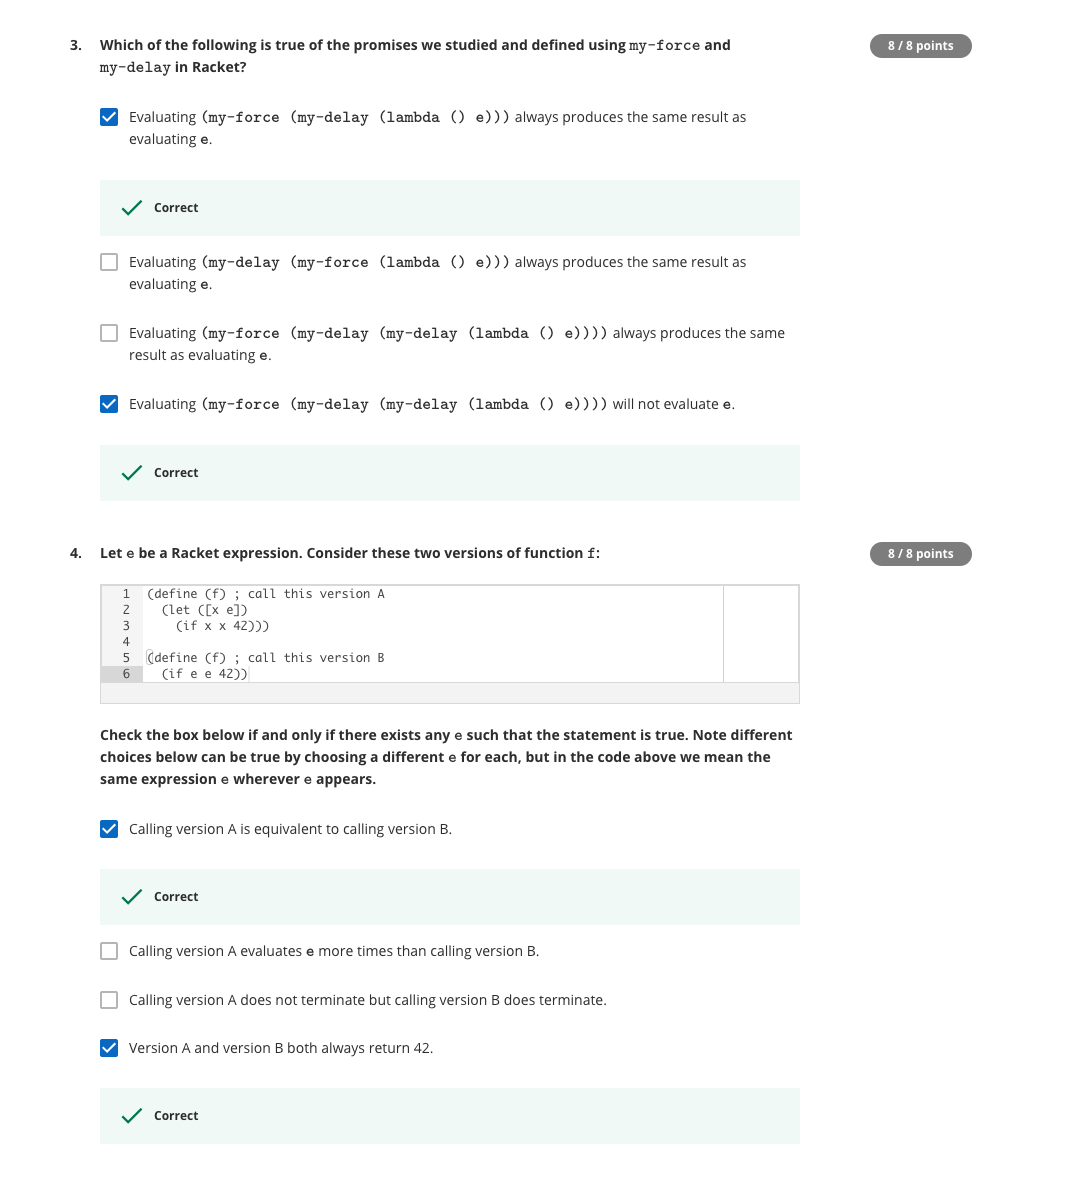 3. Which of the following is true of the promises we studied and defined using my-force and
8 / 8 points
my-delay in Racket?
Evaluating (my-force (my-delay (lambda () e))) always produces the same result as
evaluating e.
Correct
Evaluating (my-delay (my-force (lambda () e))) always produces the same result as
evaluating e.
Evaluating (my-force (my-delay (my-delay (lambda () e)))) always produces the same
result as evaluating e.
Evaluating (my-force (my-delay (my-delay (lambda () e)))) will not evaluate e.
Correct
4. Let e be a Racket expression. Consider these two versions of function f:
8 / 8 points
1 (define (f) ; call this version A
2 (let ([x e])
3 (if x x 42)))
4
5 (define (f) ; call this version B
6 (if e e 42))
Check the box below if and only if there exists any e such that the statement is true. Note different
choices below can be true by choosing a different e for each, but in the code above we mean the
same expression e wherever e appears.
Calling version A is equivalent to calling version B.
Correct
Calling version A evaluates e more times than calling version B.
Calling version A does not terminate but calling version B does terminate.
Version A and version B both always return 42.
Correct